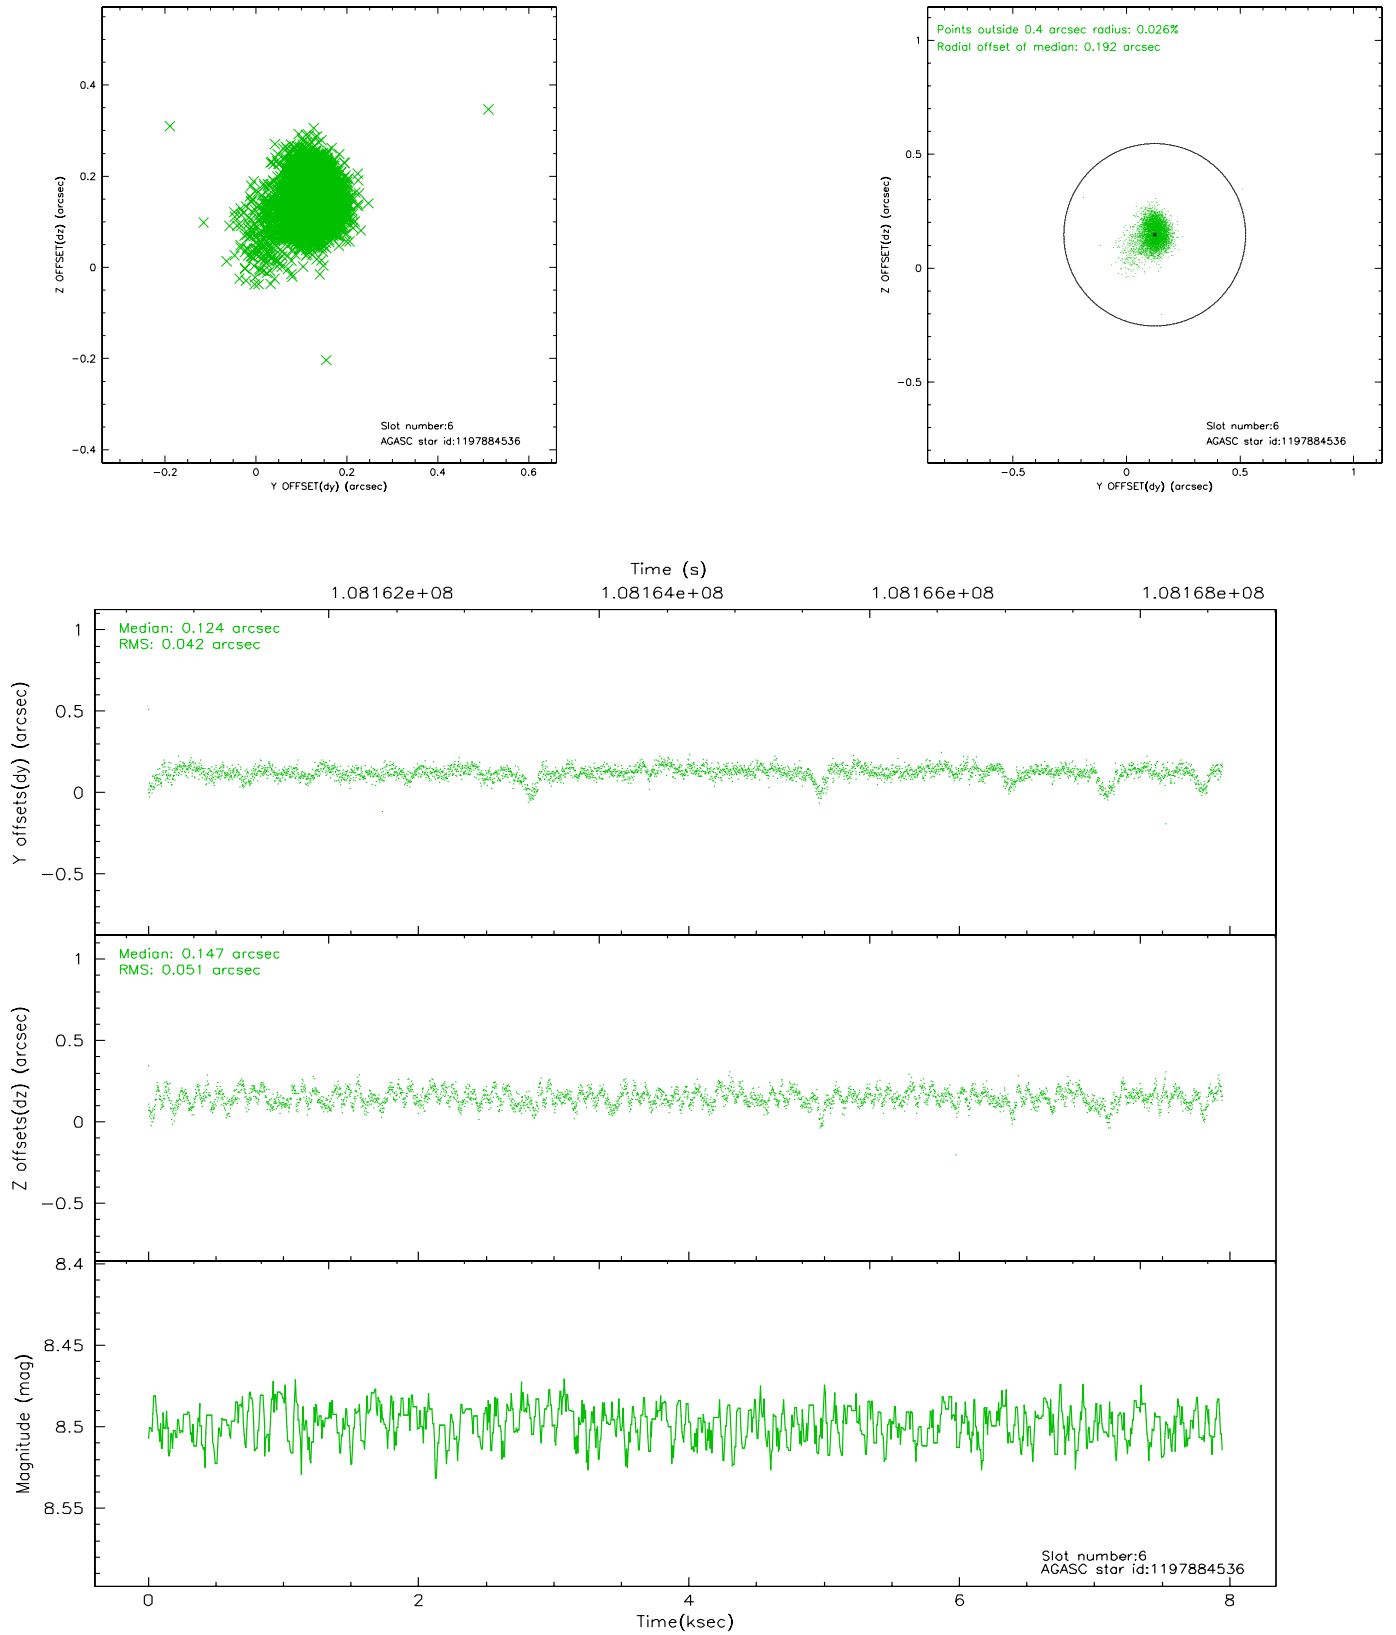 0.4
0.2
0
−0.2
−0.4
Z OFFSET(dz) (arcsec)
Slot number:6
AGASC star id:1197884536
−0.2 0 0.2 0.4 0.6
Y OFFSET(dy) (arcsec)
Points outside 0.4 arcsec radius: 0.026%
Radial offset of median: 0.192 arcsec
1
0.5
0
−0.5
Z OFFSET(dz) (arcsec)
Slot number:6
AGASC star id:1197884536
−0.5 0 0.5 1
Y OFFSET(dy) (arcsec)
Time (s)
1.08162e+08 1.08164e+08 1.08166e+08 1.08168e+08
Median: 0.124 arcsec
RMS: 0.042 arcsec
1
0.5
0
−0.5
Y offsets(dy) (arcsec)
Median: 0.147 arcsec
RMS: 0.051 arcsec
1
0.5
0
−0.5
Z offsets(dz) (arcsec)
8.4
8.45
8.5
8.55
Magnitude (mag)
Slot number:6
AGASC star id:1197884536
0 2 4 6 8
Time(ksec)